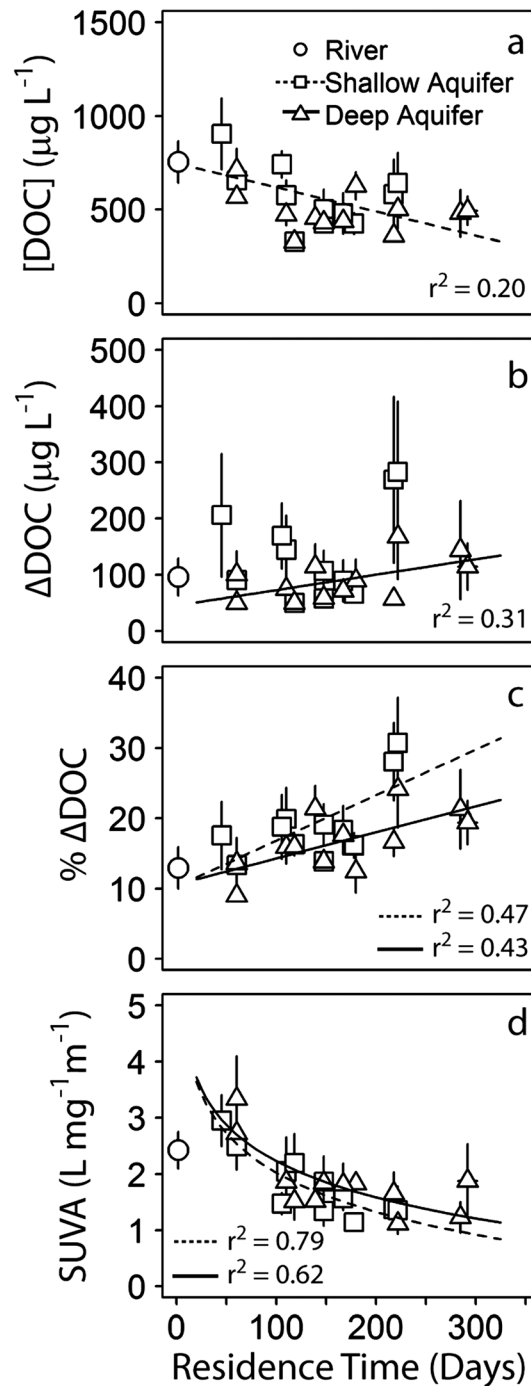 a
River
Shallow Aquifer
Deep Aquifer
[DOC] (µg L⁻¹)
1500
1000
500
0
r² = 0.20
b
ΔDOC (µg L⁻¹)
500
400
300
200
100
0
r² = 0.31
c
% ΔDOC
40
30
20
10
0
r² = 0.47
r² = 0.43
d
SUVA (L mg⁻¹m⁻¹)
5
4
3
2
1
0
r² = 0.79
r² = 0.62
0 100 200 300
Residence Time (Days)